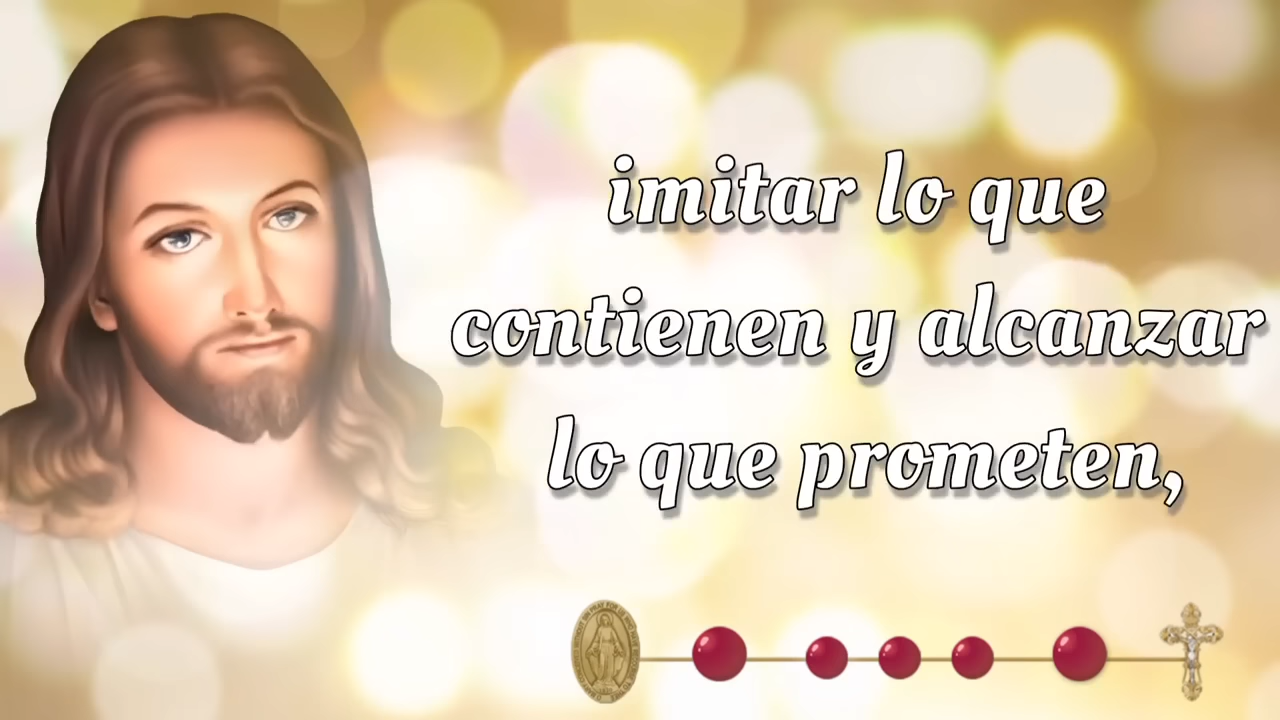 imitar lo que
contienen y alcanzar
lo que prometen,